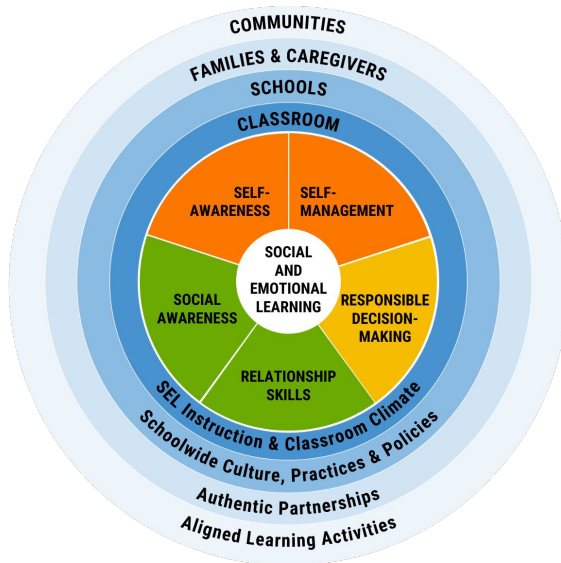 COMMUNITIES
FAMILIES & CAREGIVERS
SCHOOLS
CLASSROOM
SELF-
AWARENESS
SELF-
MANAGEMENT
SOCIAL
AND
EMOTIONAL
LEARNING
SOCIAL
AWARENESS
RESPONSIBLE
DECISION-
MAKING
RELATIONSHIP
SKILLS
SEL Instruction & Classroom Climate
Schoolwide Culture, Practices & Policies
Authentic Partnerships
Aligned Learning Activities